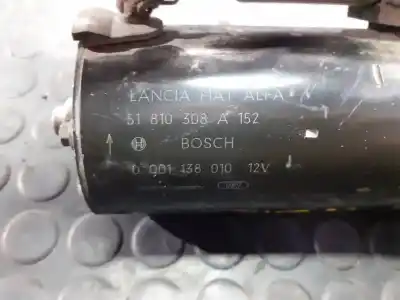 LANCIA FIAT ALFA
51 810 308 A 152
BOSCH
0 001 138 010 12V